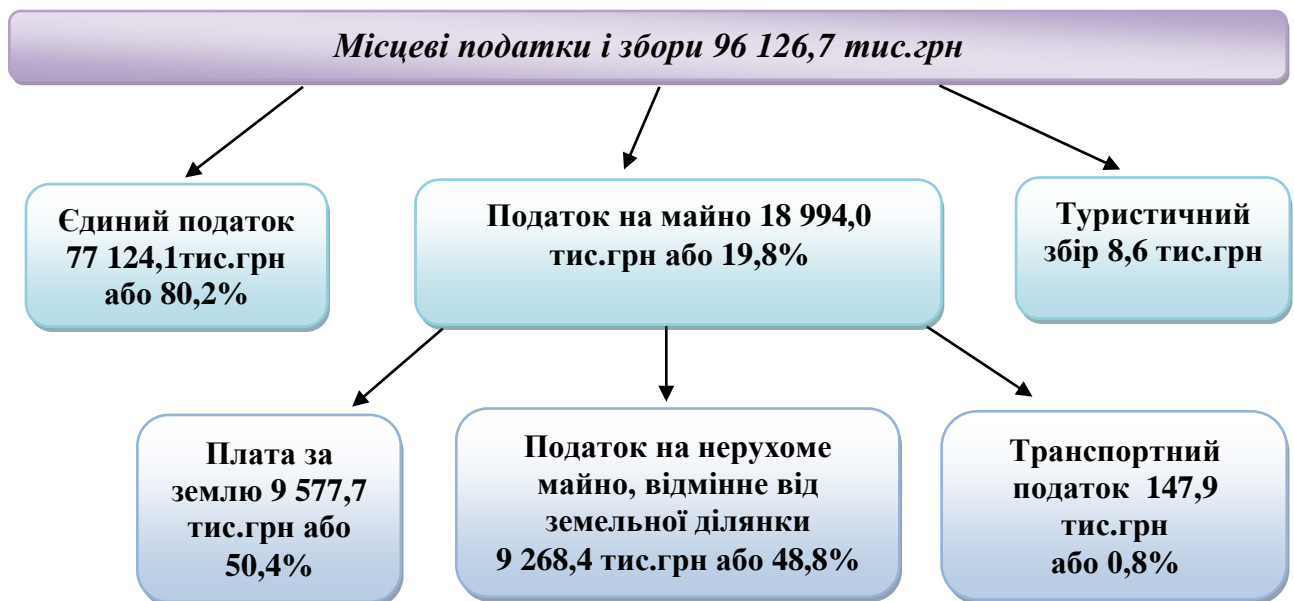 Місцеві податки і збори 96 126,7 тис.грн
Єдиний податок
77 124,1тис.грн
або 80,2%
Податок на майно 18 994,0
тис.грн або 19,8%
Туристичний
збір 8,6 тис.грн
Плата за
землю 9 577,7
тис.грн або
50,4%
Податок на нерухоме
майно, відмінне від
земельної ділянки
9 268,4 тис.грн або 48,8%
Транспортний
податок 147,9
тис.грн
або 0,8%